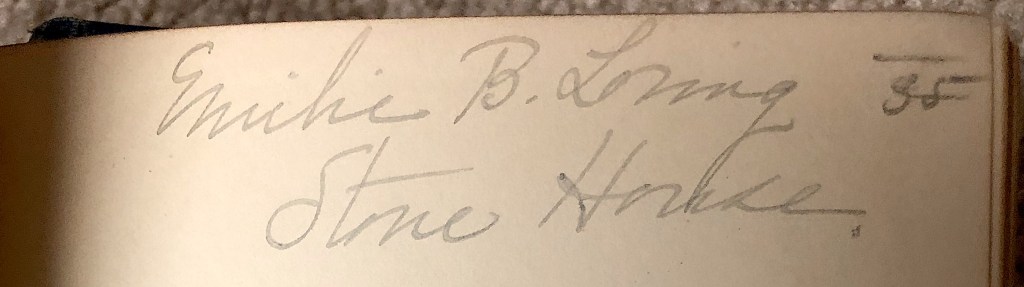 Emilie B. Loring 35
Stone House.